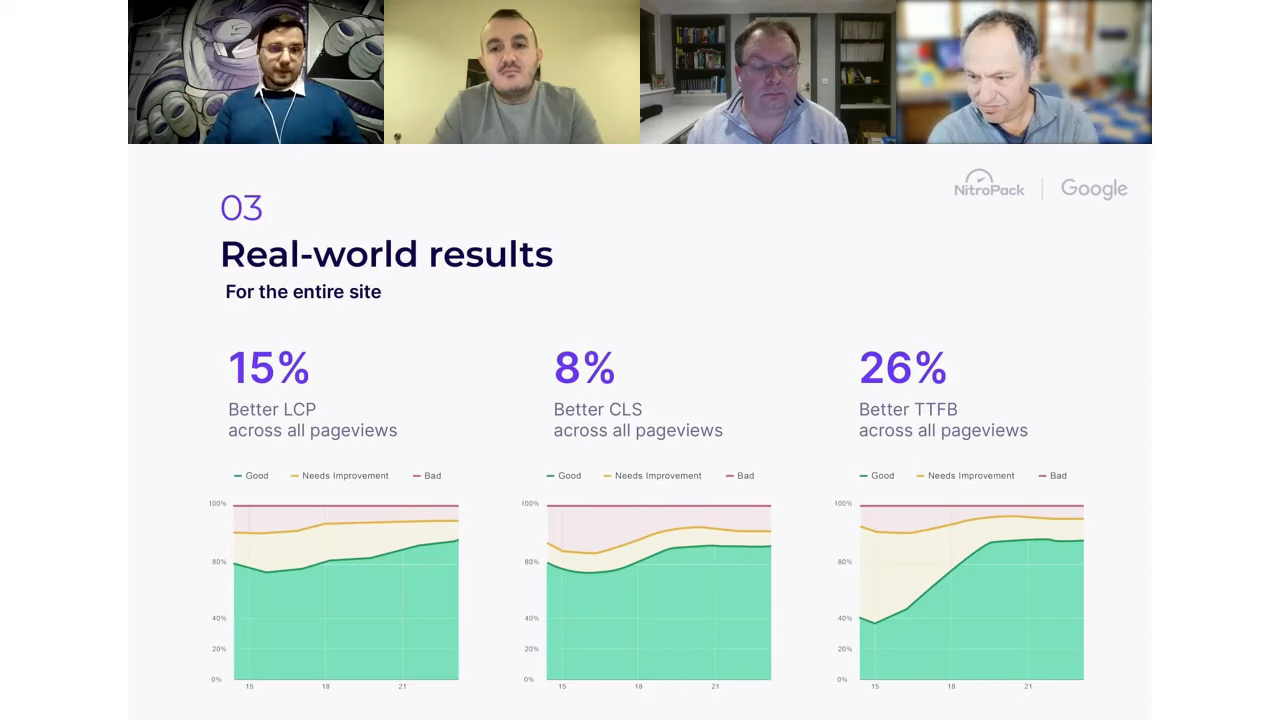 NitroPack | Google
03
Real-world results
For the entire site
15%
Better LCP
across all pageviews
8%
Better CLS
across all pageviews
26%
Better TTFB
across all pageviews
Good Needs Improvement Bad
100%
80%
40%
20%
0%
15 18 21
Good Needs Improvement Bad
100%
80%
40%
20%
0%
15 18 21
Good Needs Improvement Bad
100%
80%
40%
20%
0%
15 18 21